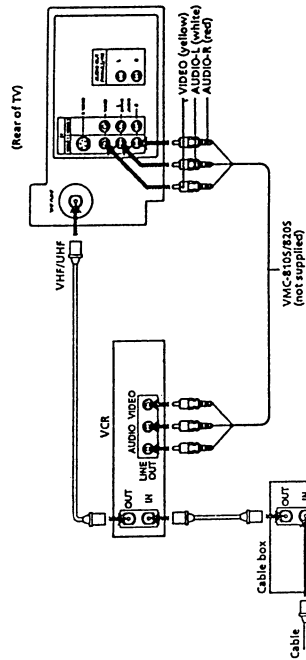 (Rear of TV)
VHF/UHF
VIDEO (yellow)
AUDIO-L (white)
AUDIO-R (red)
VMC-810S/820S
(not supplied)
VCR
AUDIO VIDEO
LINE
OUT
OUT
IN
Cable box
OUT
IN
Cable